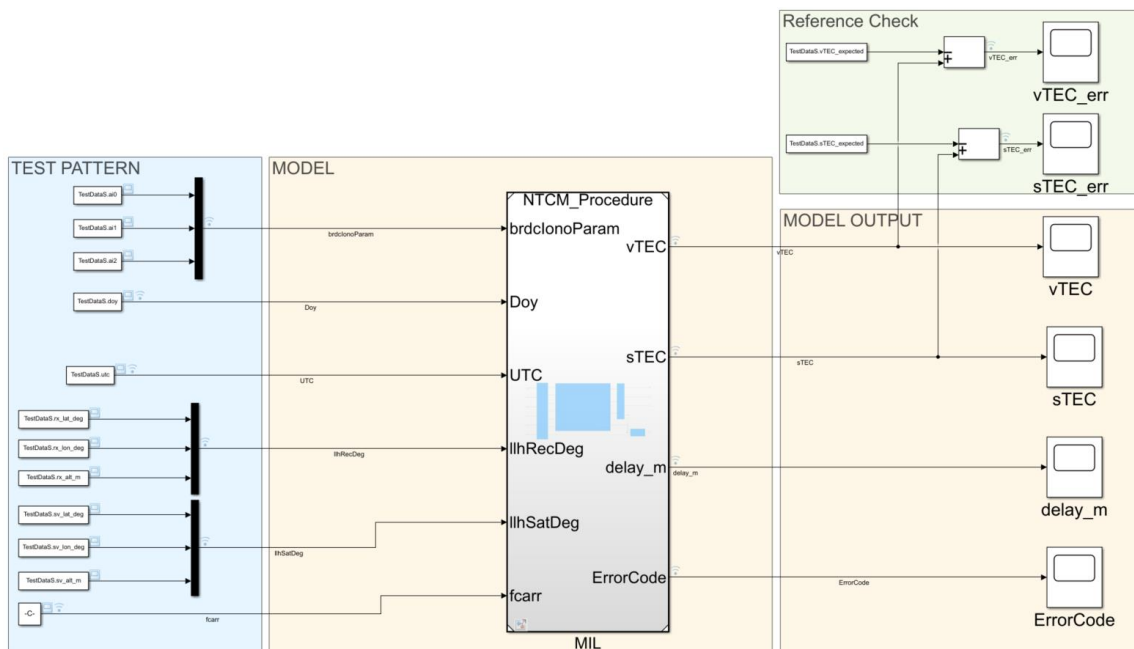 Reference Check
TestDataS.vTEC_expected
vTEC_err
vTEC_err
TestDataS.sTEC_expected
sTEC_err
sTEC_err
TEST PATTERN
TestDataS.ai0
TestDataS.ai1
TestDataS.ai2
TestDataS.doy
TestDataS.utc
TestDataS.rx_lat_deg
TestDataS.rx_lon_deg
TestDataS.rx_alt_m
TestDataS.sv_lat_deg
TestDataS.sv_lon_deg
TestDataS.sv_alt_m
-C-
MODEL
brdcIonoParam
Doy
UTC
llhRecDeg
llhSatDeg
fcarr
NTCM_Procedure
brdcIonoParam
Doy
UTC
llhRecDeg
llhSatDeg
fcarr
vTEC
sTEC
delay_m
ErrorCode
MIL
MODEL OUTPUT
vTEC
vTEC
sTEC
sTEC
delay_m
delay_m
ErrorCode
ErrorCode